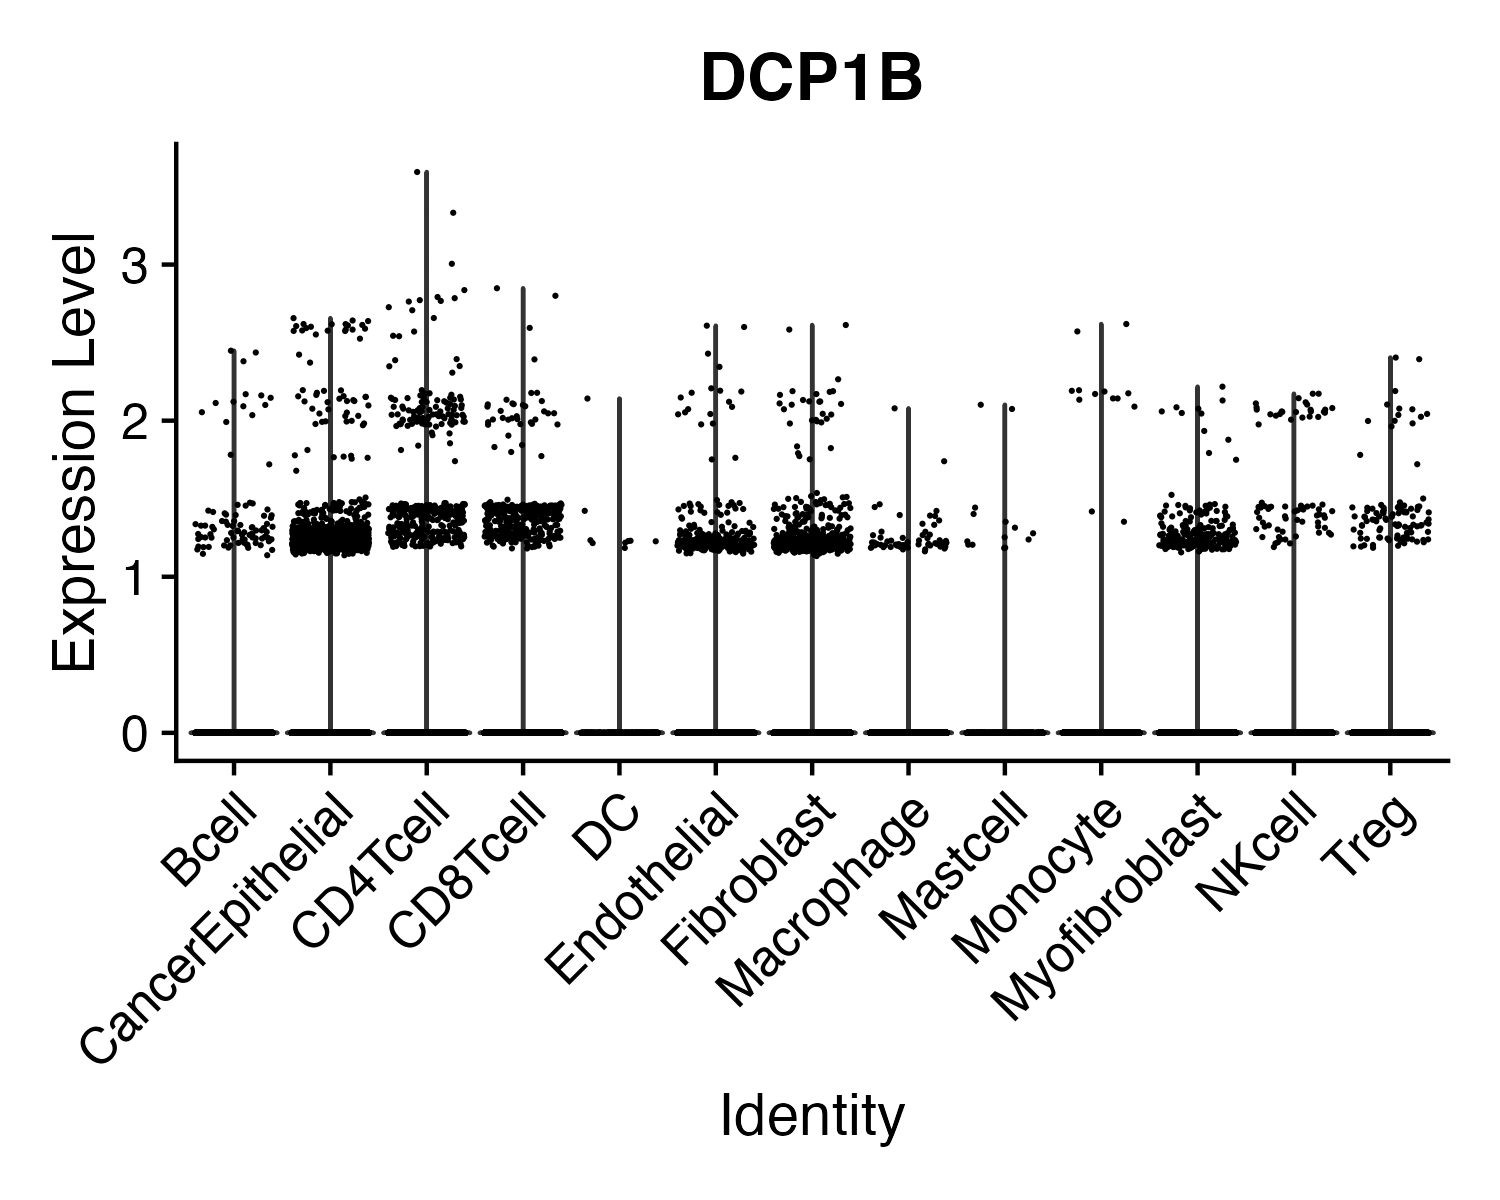 DCP1B
Expression Level
3
2
1
0
Bcell
CancerEpithelial
CD4Tcell
CD8Tcell
DC
Endothelial
Fibroblast
Macrophage
Mastcell
Monocyte
Myofibroblast
NKcell
Treg
Identity